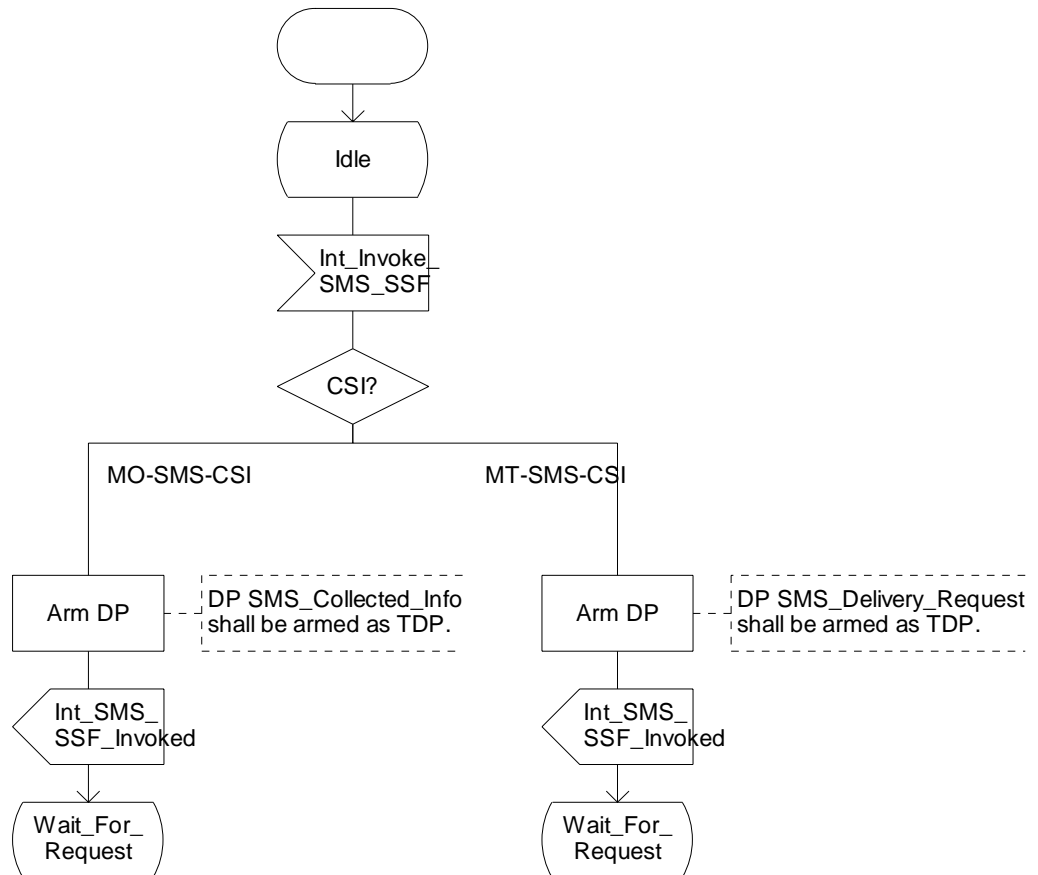 Idle
Int_Invoke_
SMS_SSF
CSI?
MO-SMS-CSI
MT-SMS-CSI
Arm DP
DP SMS_Collected_Info
shall be armed as TDP.
Arm DP
DP SMS_Delivery_Request
shall be armed as TDP.
Int_SMS_
SSF_Invoked
Int_SMS_
SSF_Invoked
Wait_For_
Request
Wait_For_
Request